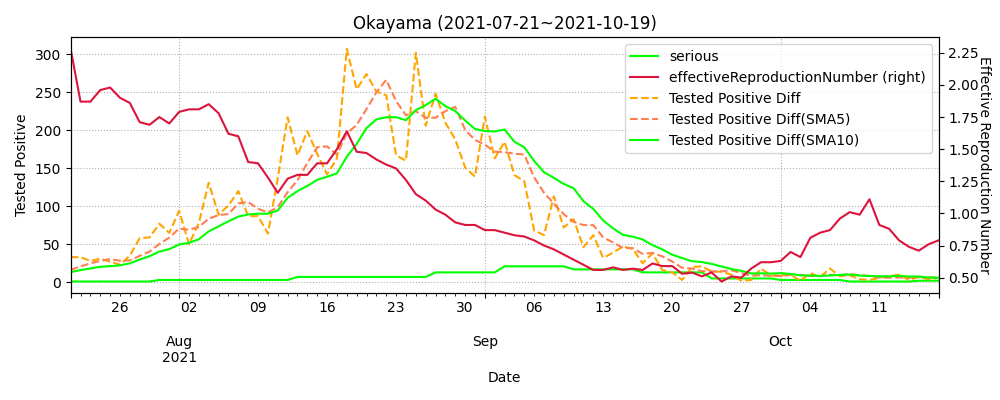 Okayama (2021-07-21~2021-10-19)
serious
effectiveReproductionNumber (right)
Tested Positive Diff
Tested Positive Diff(SMA5)
Tested Positive Diff(SMA10)
Tested Positive
300
250
200
150
100
50
0
Effective Reproduction Number
2.25
2.00
1.75
1.50
1.25
1.00
0.75
0.50
26 02 09 16 23 30 06 13 20 27 04 11
Aug Sep Oct
2021
Date